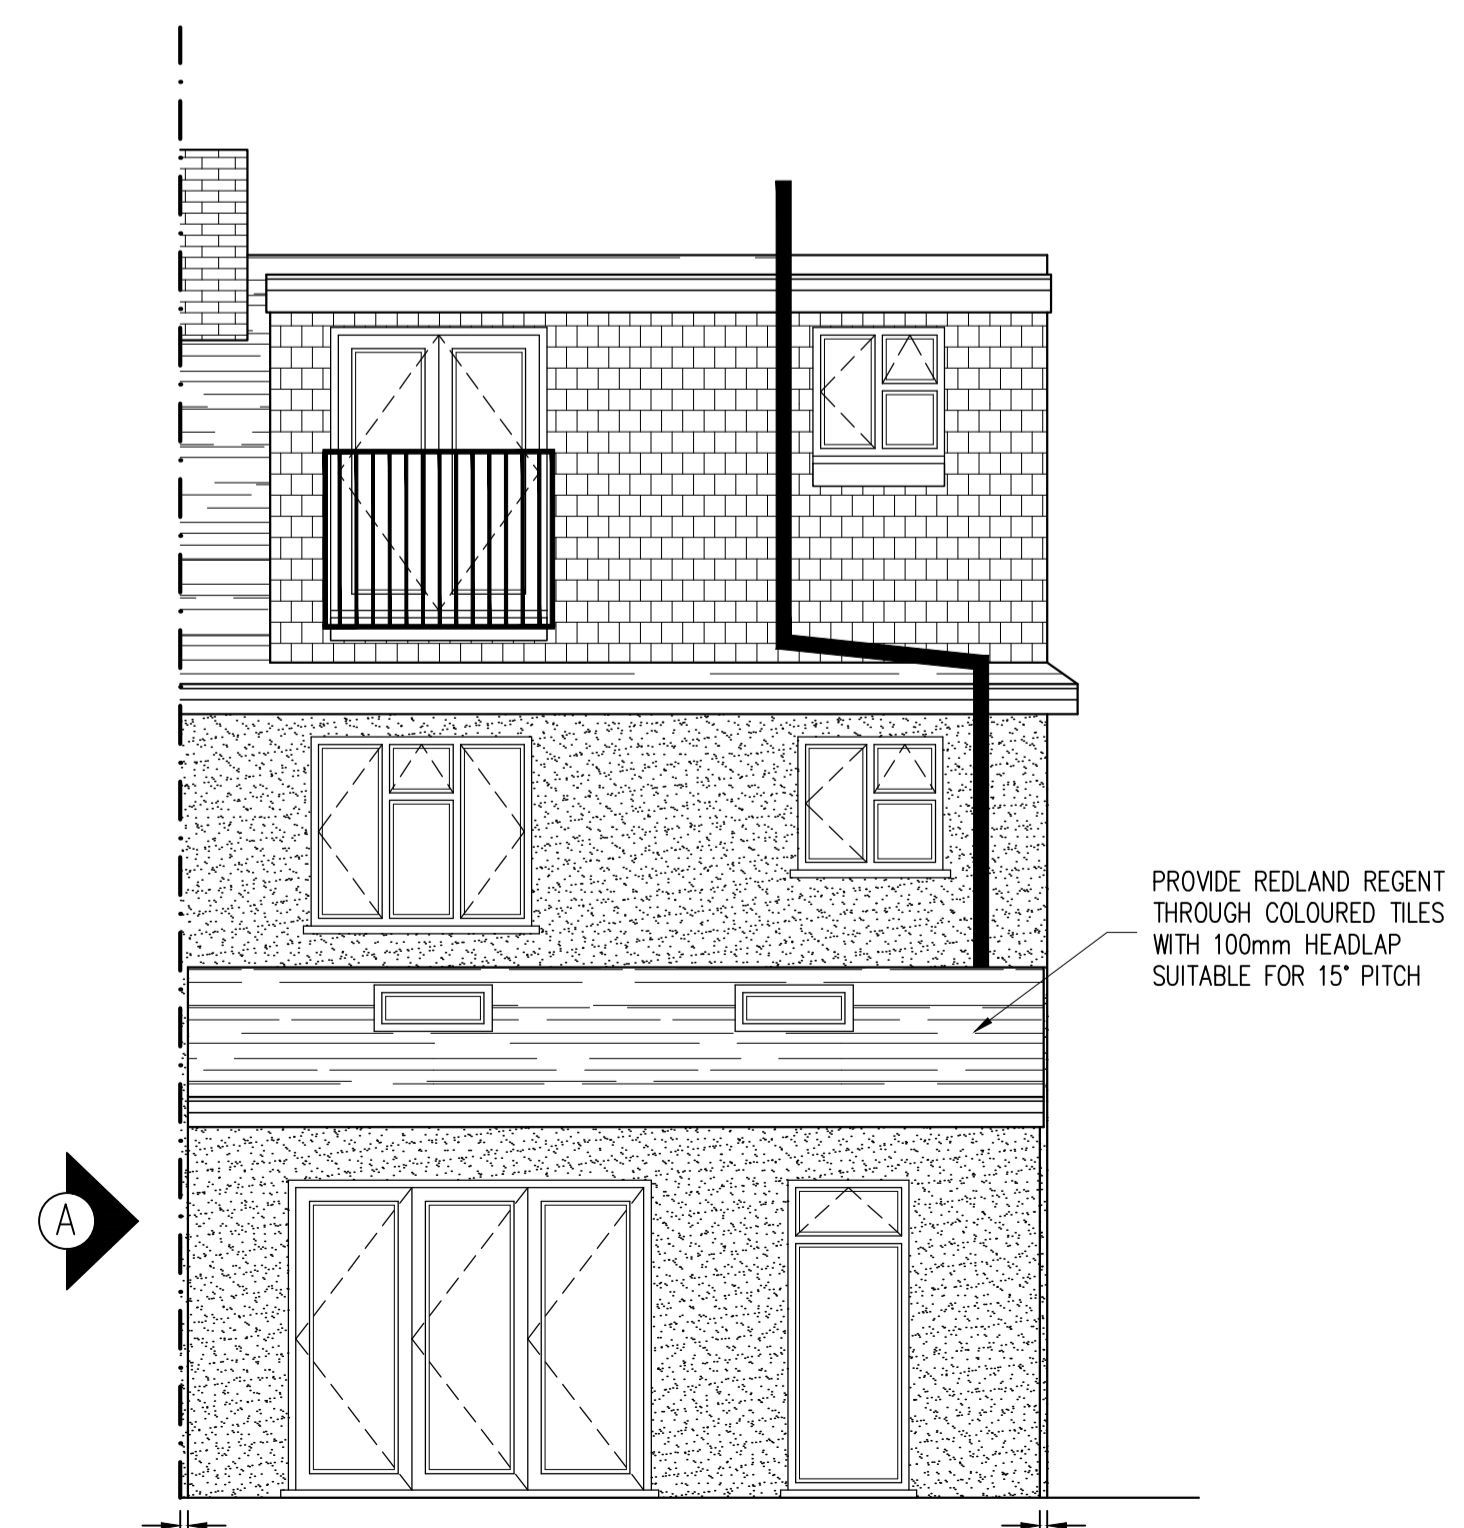 PROVIDE REDLAND REGENT
THROUGH COLOURED TILES
WITH 100mm HEADLAP
SUITABLE FOR 15° PITCH
A